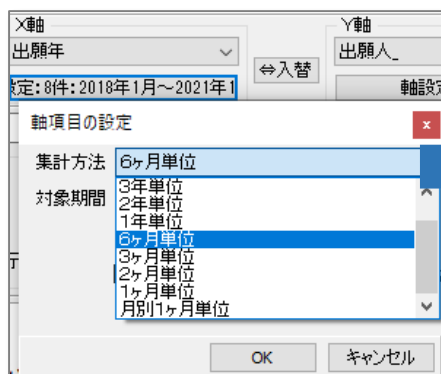 X軸
Y軸
出願年
⇔入替
出願人_
設定:8件:2018年1月～2021年1
軸設定
軸項目の設定
x
集計方法
6ヶ月単位
対象期間
3年単位
2年単位
1年単位
6ヶ月単位
3ヶ月単位
2ヶ月単位
1ヶ月単位
月別1ヶ月単位
OK
キャンセル